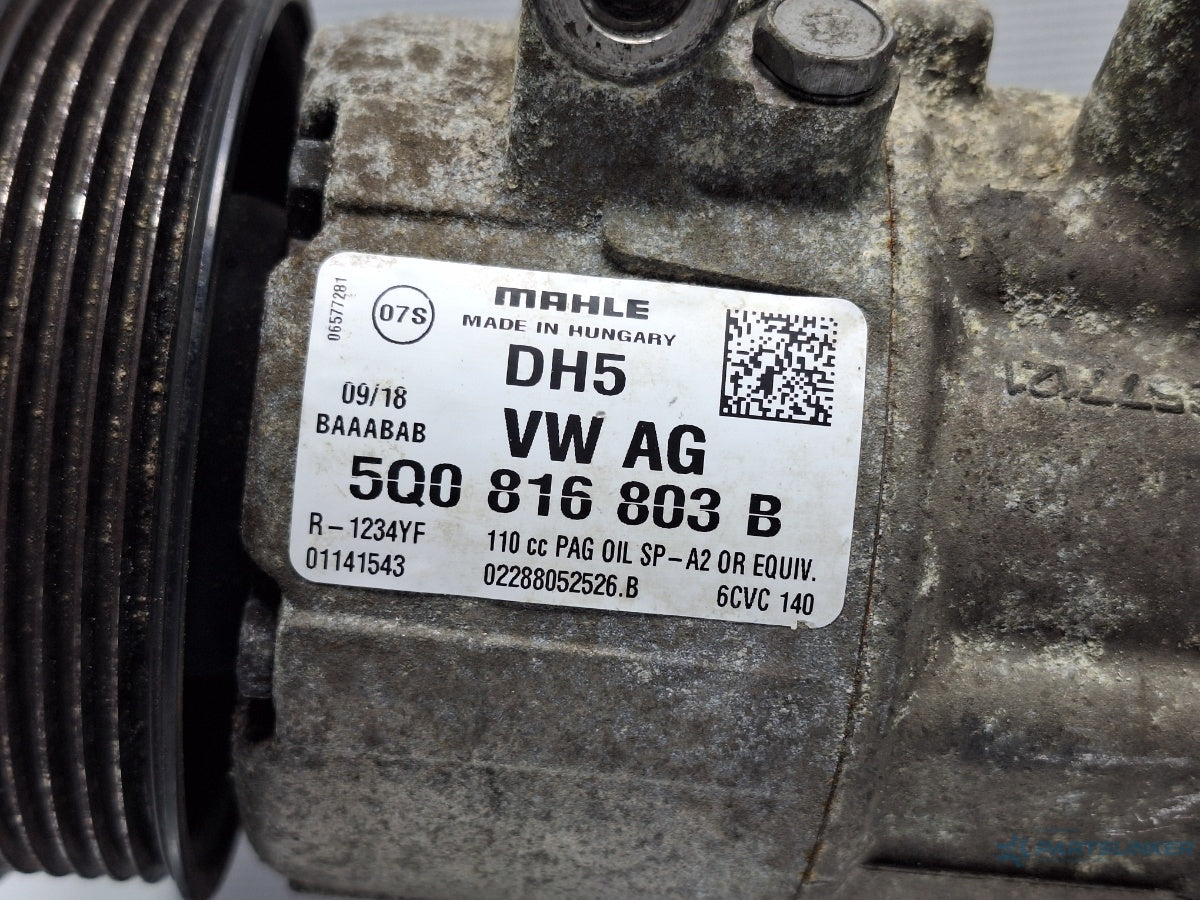 06577281
07S
MAHLE
MADE IN HUNGARY
DH5
09/18
BAAABAB
VW AG
5Q0 816 803 B
R-1234YF
110 cc PAG OIL SP-A2 OR EQUIV.
01141543
02288052526.B
6CVC 140